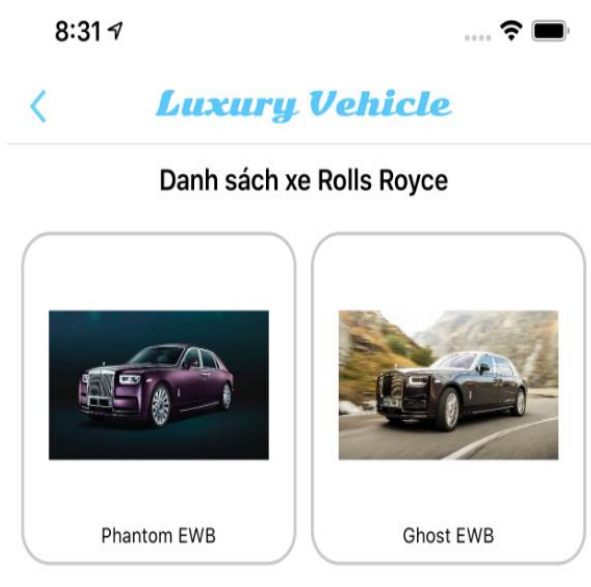 8:31
Luxury Vehicle
Danh sách xe Rolls Royce
Phantom EWB
Ghost EWB